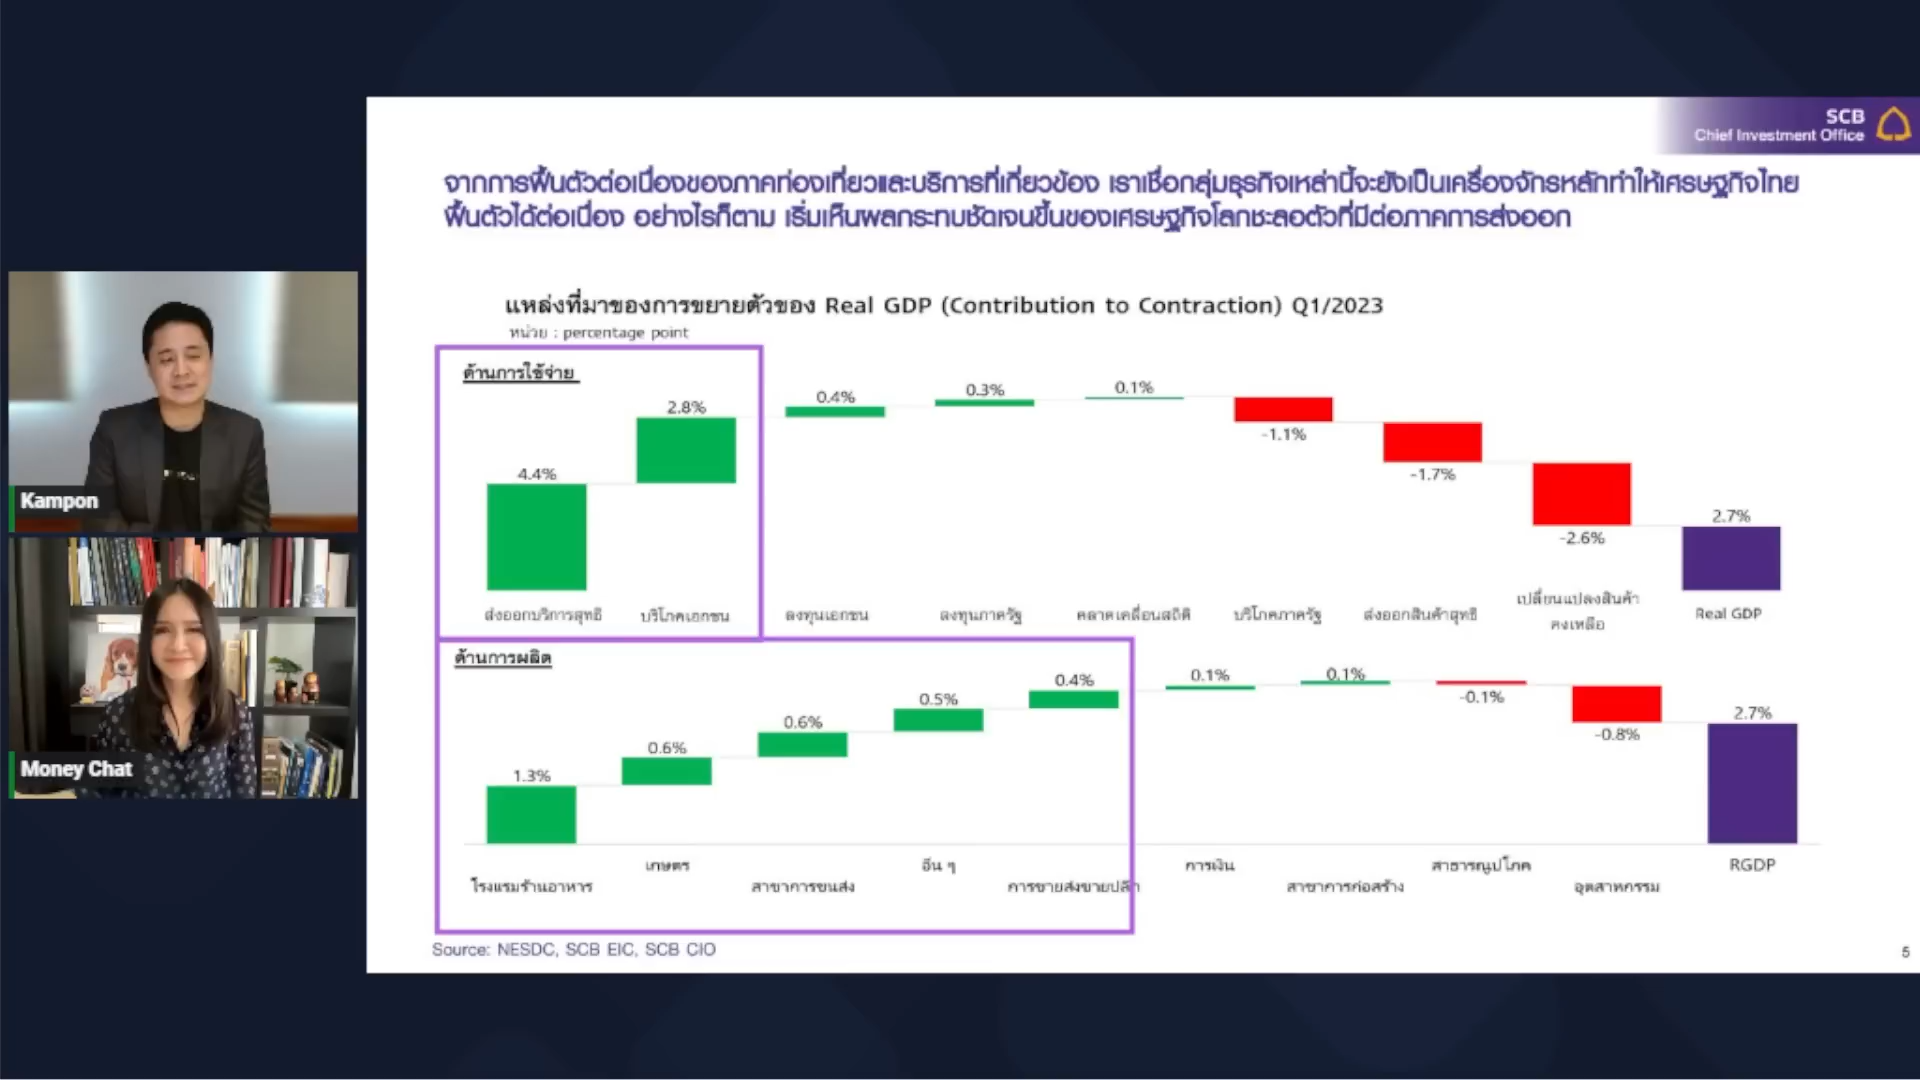 SCB
Chief Investment Office
จากการฟื้นตัวต่อเนื่องของภาคท่องเที่ยวและบริการที่เกี่ยวข้อง เราเชื่อกลุ่มธุรกิจเหล่านี้จะยังเป็นเครื่องจักรหลักทำให้เศรษฐกิจไทย
ฟื้นตัวได้ต่อเนื่อง อย่างไรก็ตาม เริ่มเห็นผลกระทบชัดเจนขึ้นของเศรษฐกิจโลกชะลอตัวที่มีต่อภาคการส่งออก
แหล่งที่มาของการขยายตัวของ Real GDP (Contribution to Contraction) Q1/2023
หน่วย : percentage point
ด้านการใช้จ่าย
4.4%
2.8%
0.4%
0.3%
0.1%
-1.1%
-1.7%
-2.6%
2.7%
ส่งออกบริการสุทธิ
บริโภคเอกชน
ลงทุนเอกชน
ลงทุนภาครัฐ
คลาดเคลื่อนสถิติ
บริโภคภาครัฐ
ส่งออกสินค้าสุทธิ
เปลี่ยนแปลงสินค้า
คงเหลือ
Real GDP
ด้านการผลิต
1.3%
0.6%
0.6%
0.5%
0.4%
0.1%
0.1%
-0.1%
-0.8%
2.7%
โรงแรมร้านอาหาร
เกษตร
สาขาการขนส่ง
อื่น ๆ
การขายส่งขายปลีก
การเงิน
สาขาการก่อสร้าง
สาธารณูปโภค
อุตสาหกรรม
RGDP
Source: NESDC, SCB EIC, SCB CIO
5
Kampon
Money Chat